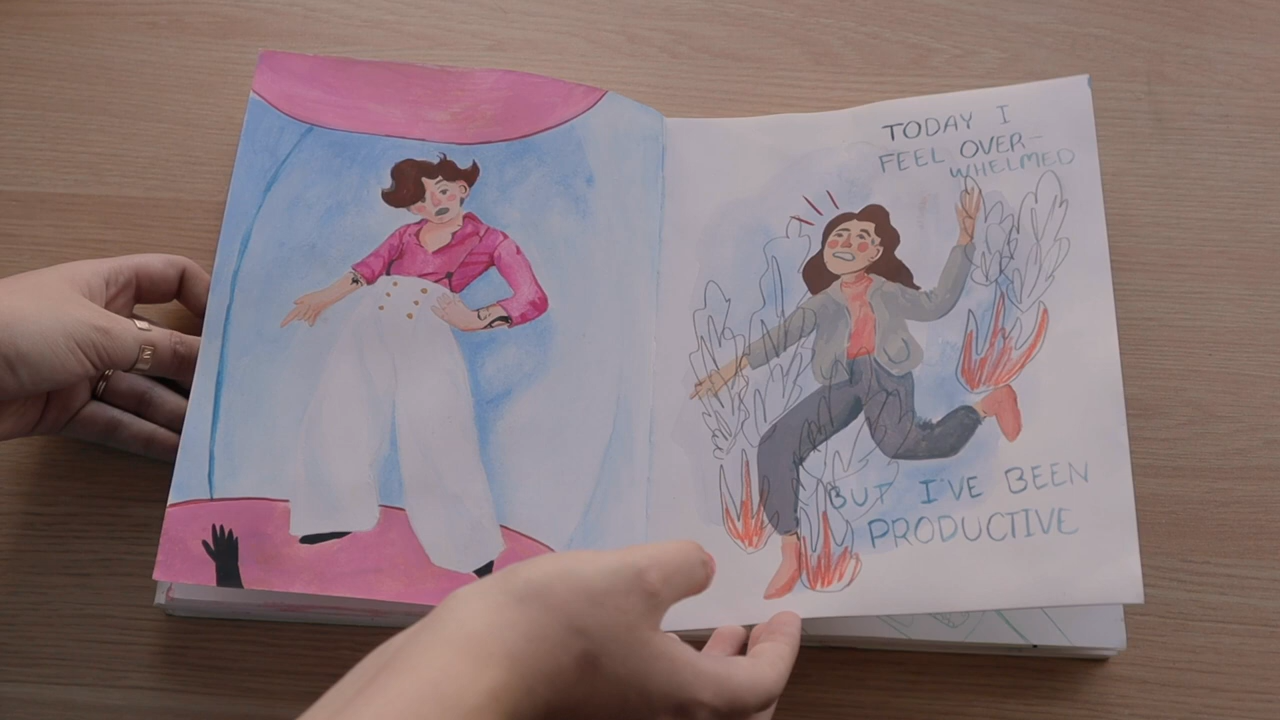 TODAY I
FEEL OVER-
WHELMED
BUT I'VE BEEN
PRODUCTIVE